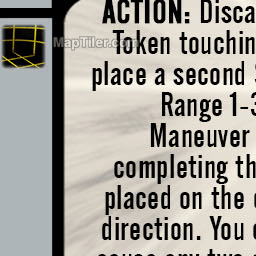 ACTION: Disca
Token touchin
MapTiler.com
place a second
Range 1-3
Maneuver
completing th
placed on the
direction. You